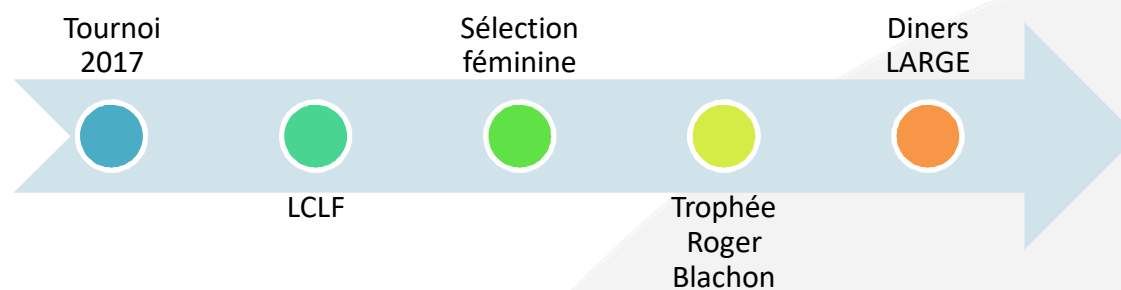 Tournoi
2017
LCLF
Sélection
féminine
Trophée
Roger
Blachon
Diners
LARGE